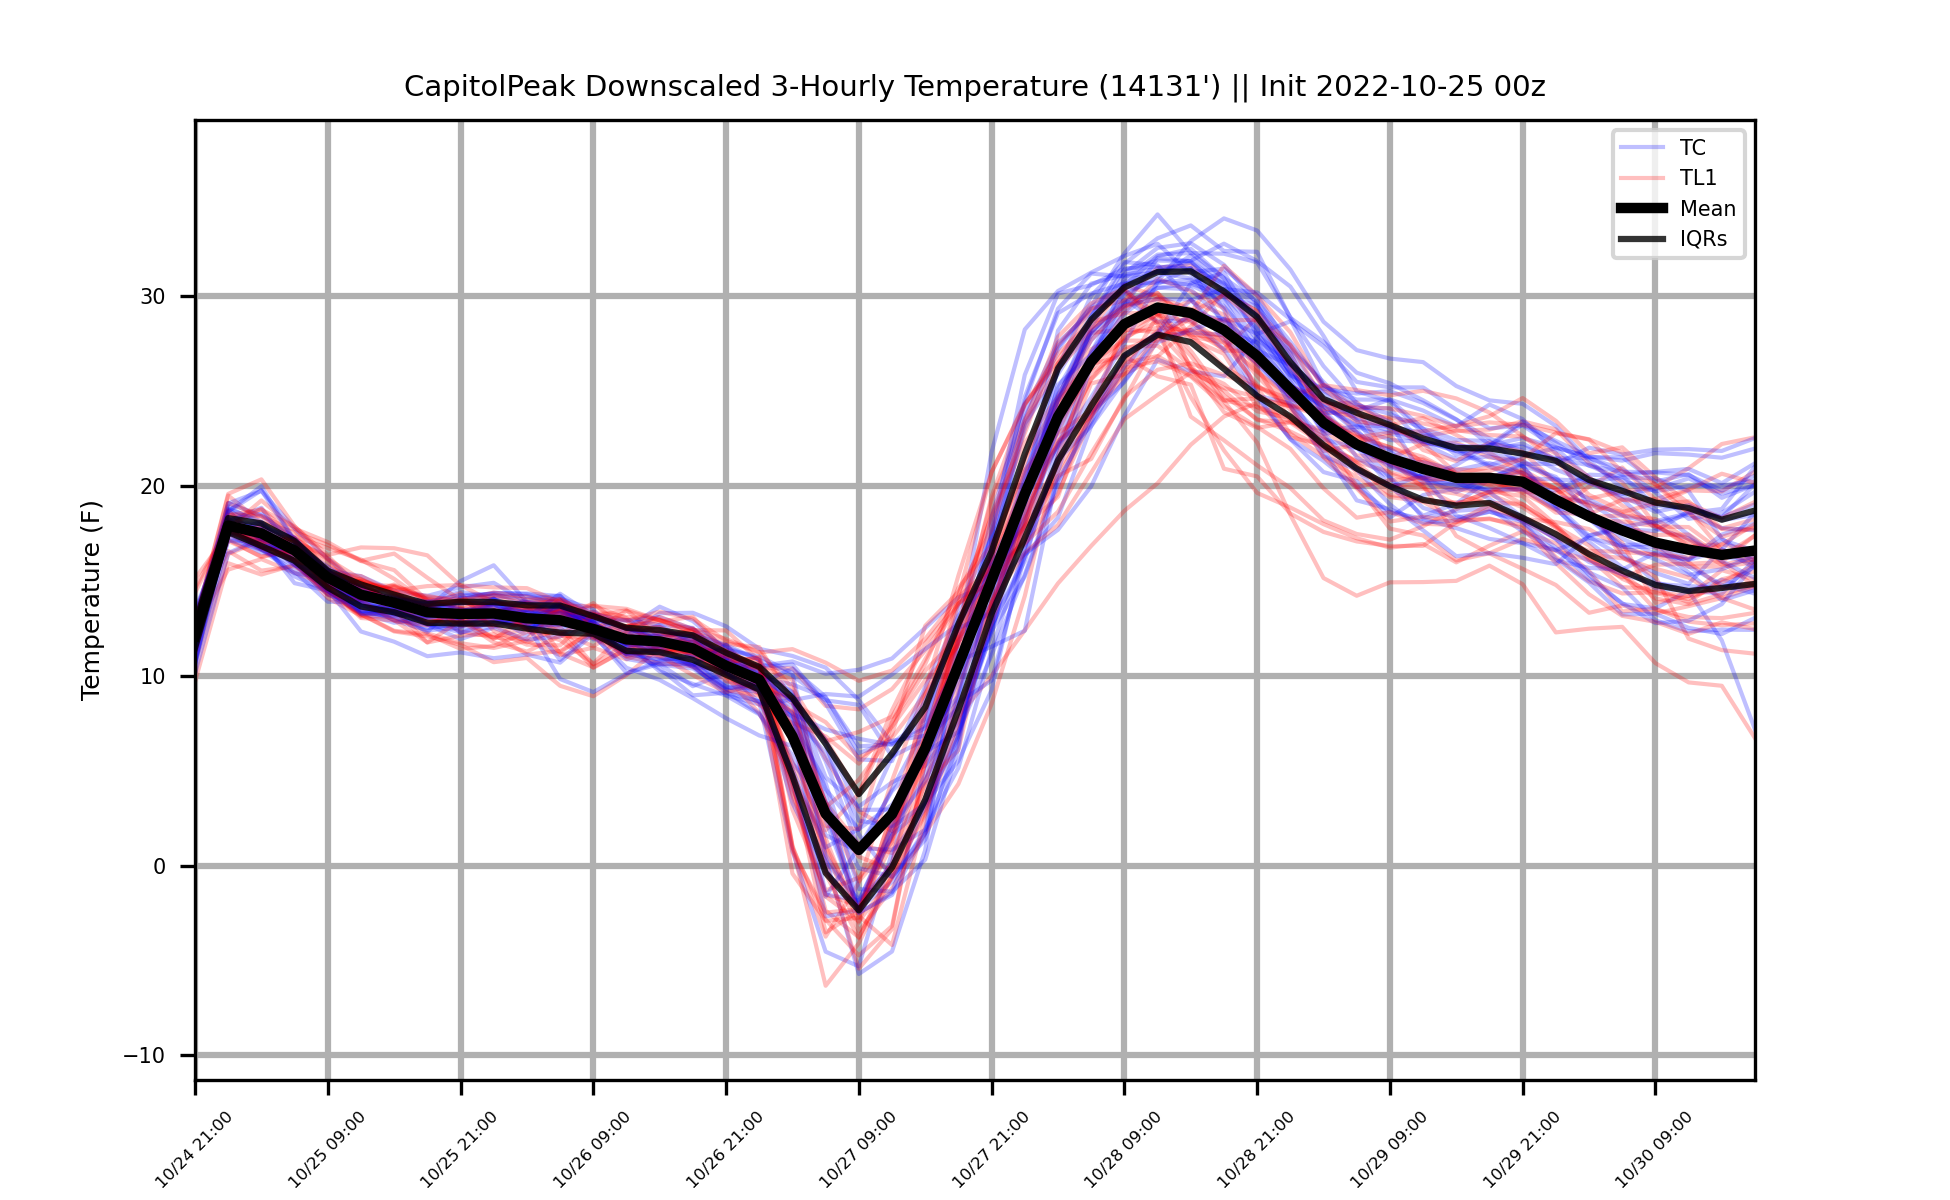 CapitolPeak Downscaled 3-Hourly Temperature (14131') || Init 2022-10-25 00z
TC
TL1
Mean
IQRs
Temperature (F)
30
20
10
0
−10
10/24 21:00
10/25 09:00
10/25 21:00
10/26 09:00
10/26 21:00
10/27 09:00
10/27 21:00
10/28 09:00
10/28 21:00
10/29 09:00
10/29 21:00
10/30 09:00